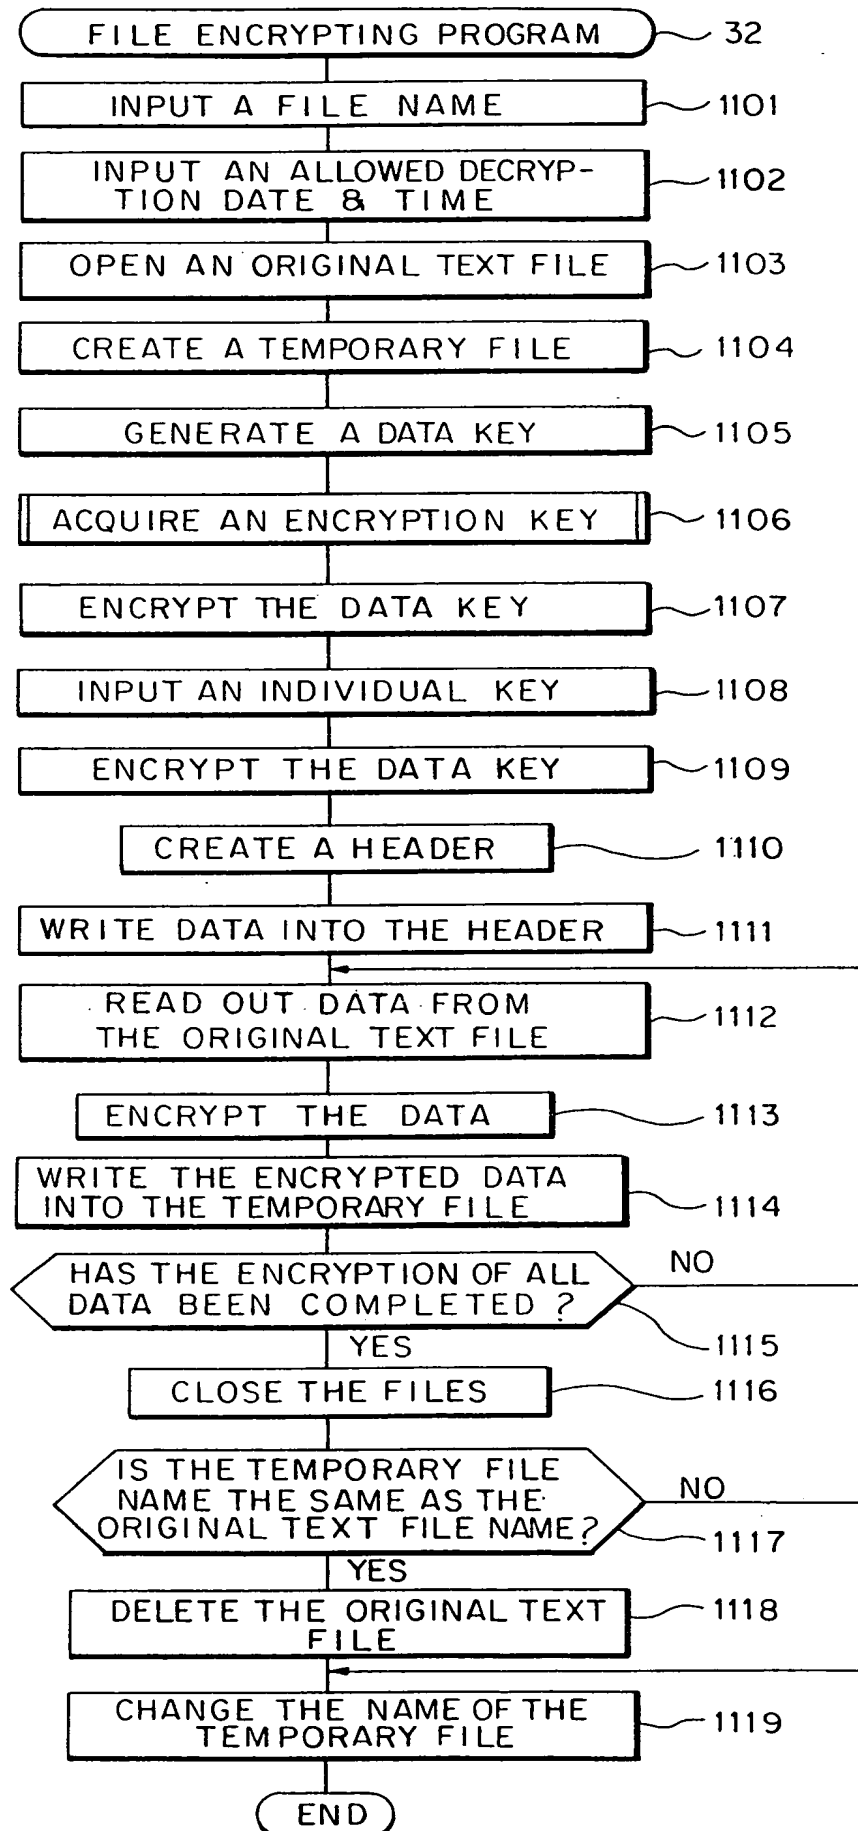 FILE ENCRYPTING PROGRAM 32
INPUT A FILE NAME 1101
INPUT AN ALLOWED DECRYP-
TION DATE & TIME 1102
OPEN AN ORIGINAL TEXT FILE 1103
CREATE A TEMPORARY FILE 1104
GENERATE A DATA KEY 1105
ACQUIRE AN ENCRYPTION KEY 1106
ENCRYPT THE DATA KEY 1107
INPUT AN INDIVIDUAL KEY 1108
ENCRYPT THE DATA KEY 1109
CREATE A HEADER 1110
WRITE DATA INTO THE HEADER 1111
READ OUT DATA FROM
THE ORIGINAL TEXT FILE 1112
ENCRYPT THE DATA 1113
WRITE THE ENCRYPTED DATA
INTO THE TEMPORARY FILE 1114
HAS THE ENCRYPTION OF ALL
DATA BEEN COMPLETED ?
NO
1115
YES
CLOSE THE FILES 1116
IS THE TEMPORARY FILE
NAME THE SAME AS THE
ORIGINAL TEXT FILE NAME?
NO
1117
YES
DELETE THE ORIGINAL TEXT
FILE 1118
CHANGE THE NAME OF THE
TEMPORARY FILE 1119
END